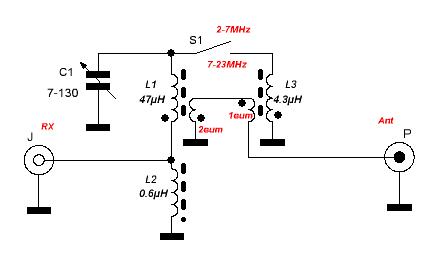 2-7MHz
S1
7-23MHz
C1
7-130
L1
47µH
L3
4.3µH
1eum
2eum
J
RX
Ant
P
L2
0.6µH